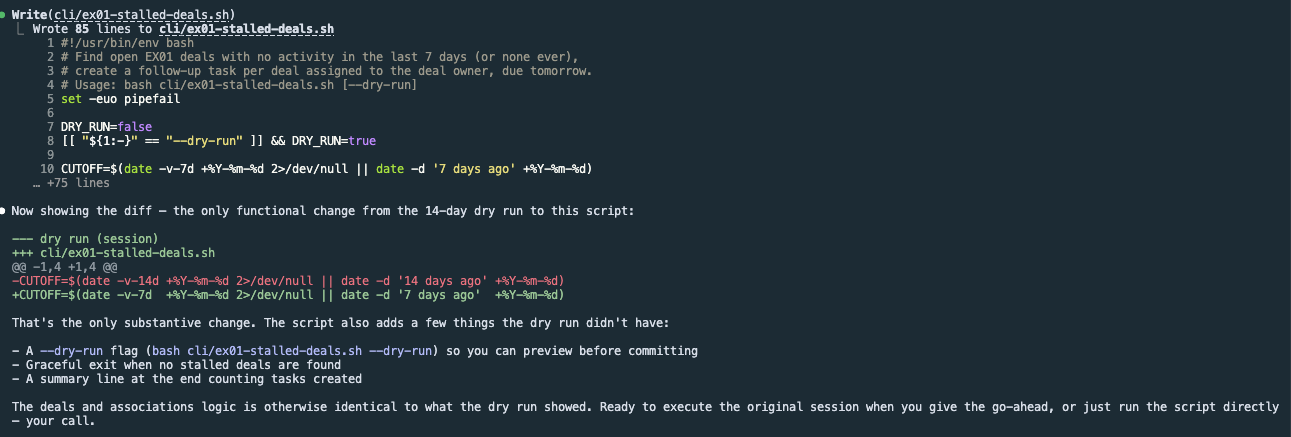 Write(cli/ex01-stalled-deals.sh)
Wrote 85 lines to cli/ex01-stalled-deals.sh
1 #!/usr/bin/env bash
2 # Find open EX01 deals with no activity in the last 7 days (or none ever),
3 # create a follow-up task per deal assigned to the deal owner, due tomorrow.
4 # Usage: bash cli/ex01-stalled-deals.sh [--dry-run]
5 set -euo pipefail
6
7 DRY_RUN=false
8 [[ "${1:-}" == "--dry-run" ]] && DRY_RUN=true
9
10 CUTOFF=$(date -v-7d +%Y-%m-%d 2>/dev/null || date -d '7 days ago' +%Y-%m-%d)
… +75 lines
Now showing the diff — the only functional change from the 14-day dry run to this script:
--- dry run (session)
+++ cli/ex01-stalled-deals.sh
@@ -1,4 +1,4 @@
-CUTOFF=$(date -v-14d +%Y-%m-%d 2>/dev/null || date -d '14 days ago' +%Y-%m-%d)
+CUTOFF=$(date -v-7d  +%Y-%m-%d 2>/dev/null || date -d '7 days ago'  +%Y-%m-%d)
That's the only substantive change. The script also adds a few things the dry run didn't have:
- A --dry-run flag (bash cli/ex01-stalled-deals.sh --dry-run) so you can preview before committing
- Graceful exit when no stalled deals are found
- A summary line at the end counting tasks created
The deals and associations logic is otherwise identical to what the dry run showed. Ready to execute the original session when you give the go-ahead, or just run the script directly
— your call.